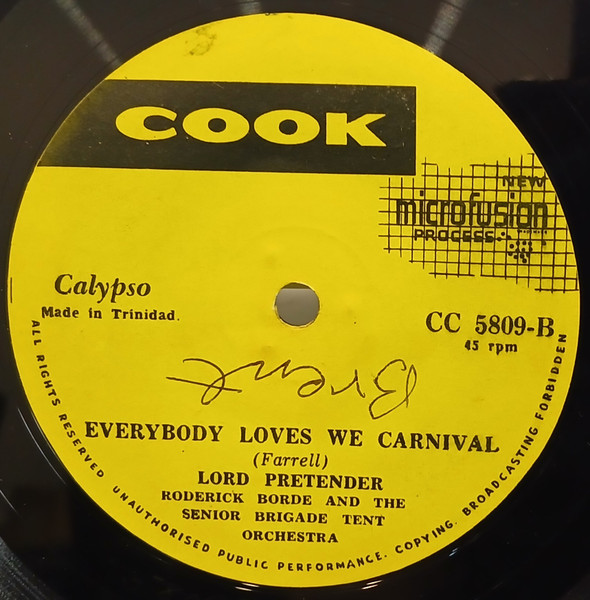 COOK
NEW
microfusion
PROCESS
Calypso
Made in Trinidad.
CC 5809-B
45 rpm
Brent
EVERYBODY LOVES WE CARNIVAL
(Farrell)
LORD PRETENDER
RODERICK BORDE AND THE
SENIOR BRIGADE TENT
ORCHESTRA
ALL RIGHTS RESERVED UNAUTHORISED PUBLIC PERFORMANCE. COPYING. BROADCASTING FORBIDDEN